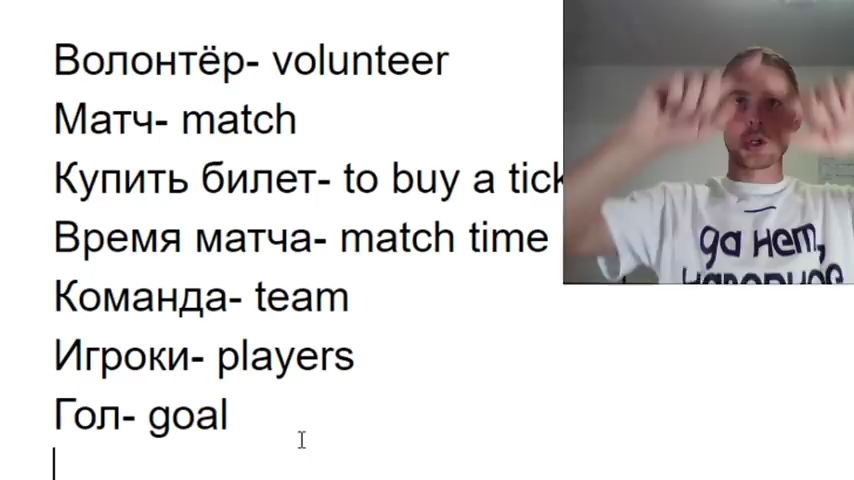 Волонтёр- volunteer
Матч- match
Купить билет- to buy a
Время матча- match time
Команда- team
Игроки- players
Гол- goal
да нет,